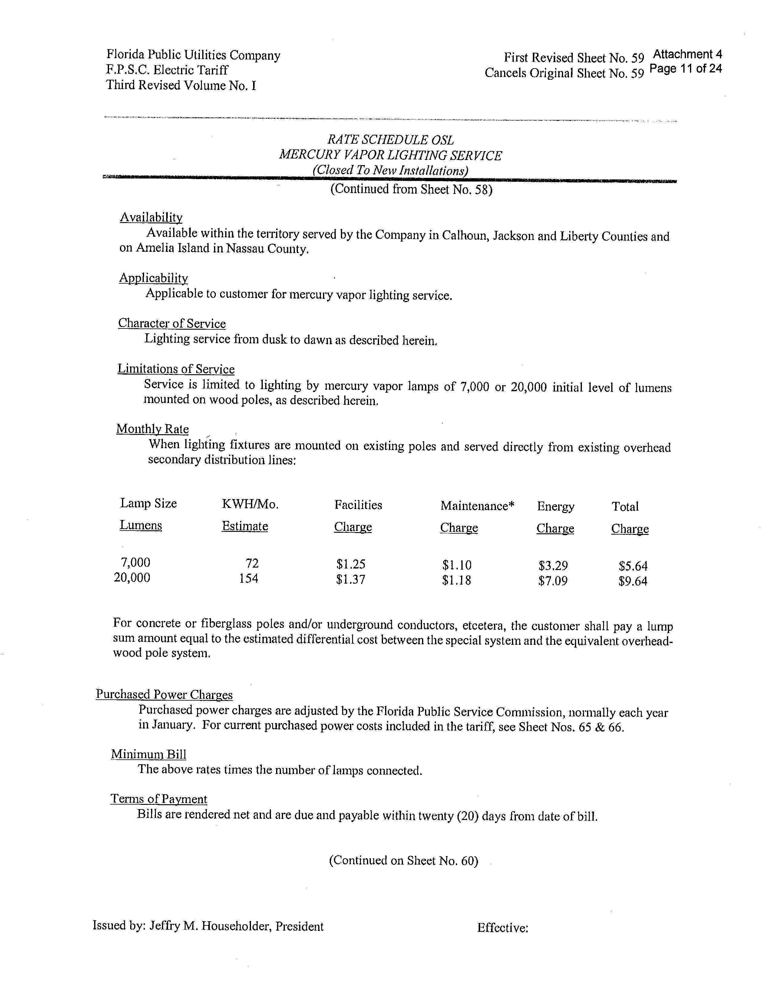 Florida Public Utilities Company
F.P.S.C. Electric Tariff
Third Revised Volume No. I
First Revised Sheet No. 59 Attachment 4
Cancels Original Sheet No. 59 Page 11 of 24
RATE SCHEDULE OSL
MERCURY VAPOR LIGHTING SERVICE
(Closed To New Installations)
(Continued from Sheet No. 58)
Availability
Available within the territory served by the Company in Calhoun, Jackson and Liberty Counties and
on Amelia Island in Nassau County.
Applicability
Applicable to customer for mercury vapor lighting service.
Character of Service
Lighting service from dusk to dawn as described herein.
Limitations of Service
Service is limited to lighting by mercury vapor lamps of 7,000 or 20,000 initial level of lumens
mounted on wood poles, as described herein.
Monthly Rate
When lighting fixtures are mounted on existing poles and served directly from existing overhead
secondary distribution lines:
Lamp Size KWH/Mo. Facilities Maintenance* Energy Total
Lumens Estimate Charge Charge Charge Charge
7,000 72 $1.25 $1.10 $3.29 $5.64
20,000 154 $1.37 $1.18 $7.09 $9.64
For concrete or fiberglass poles and/or underground conductors, etcetera, the customer shall pay a lump
sum amount equal to the estimated differential cost between the special system and the equivalent overhead-
wood pole system.
Purchased Power Charges
Purchased power charges are adjusted by the Florida Public Service Commission, normally each year
in January. For current purchased power costs included in the tariff, see Sheet Nos. 65 & 66.
Minimum Bill
The above rates times the number of lamps connected.
Terms of Payment
Bills are rendered net and are due and payable within twenty (20) days from date of bill.
(Continued on Sheet No. 60)
Issued by: Jeffry M. Householder, President Effective: